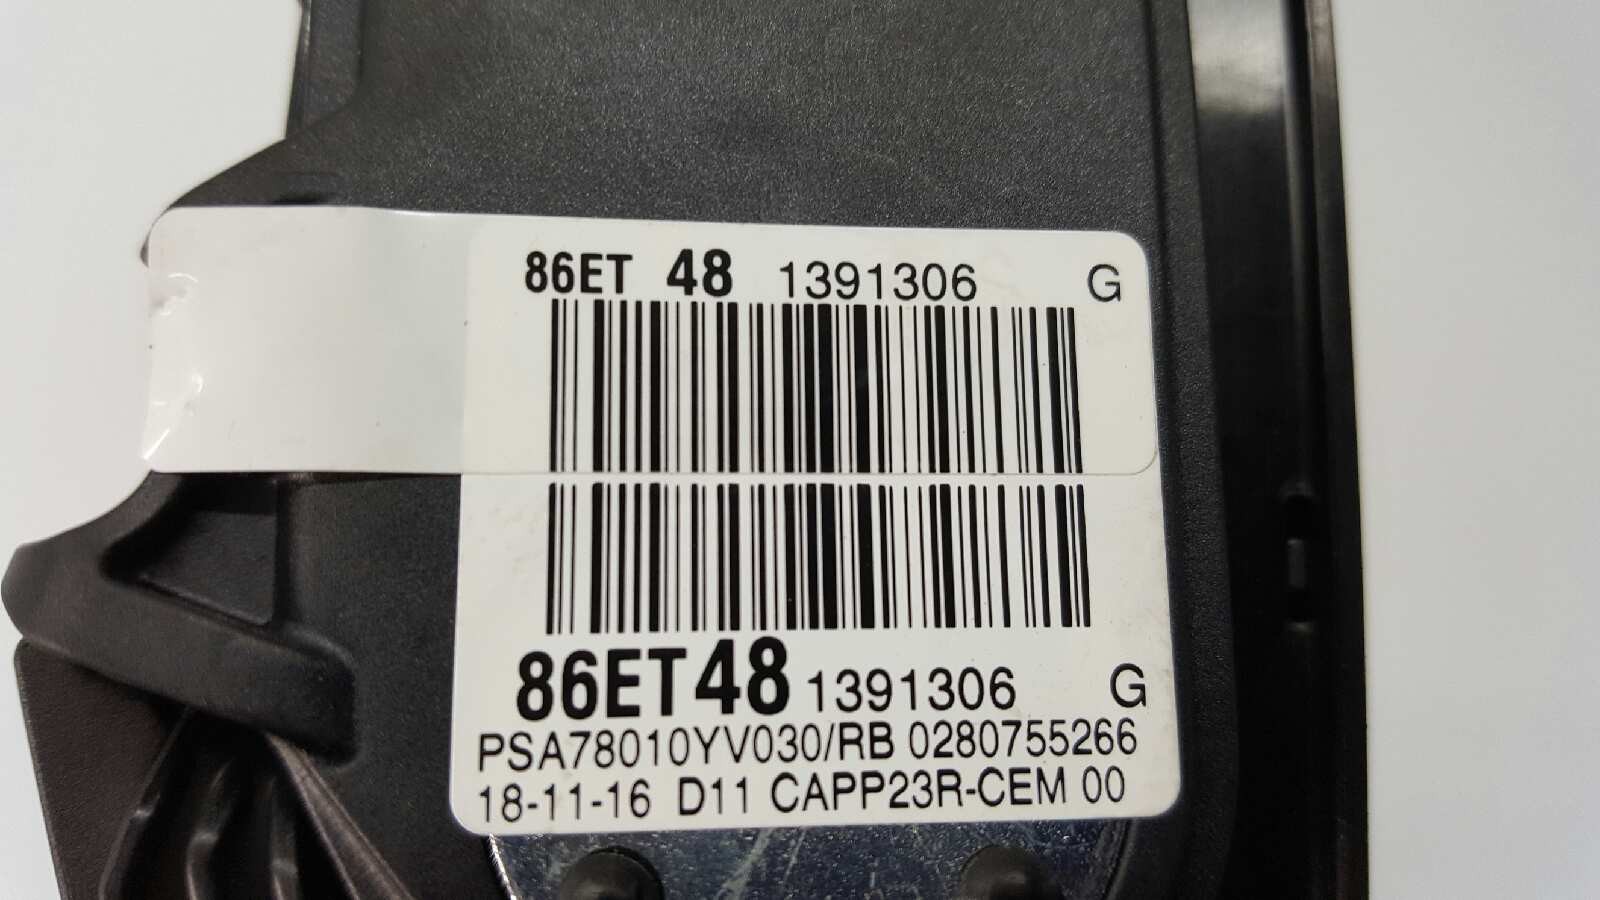 86ET 48 1391306 G
86ET48 1391306 G
PSA78010YV030/RB 0280755266
18-11-16 D11 CAPP23R-CEM 00